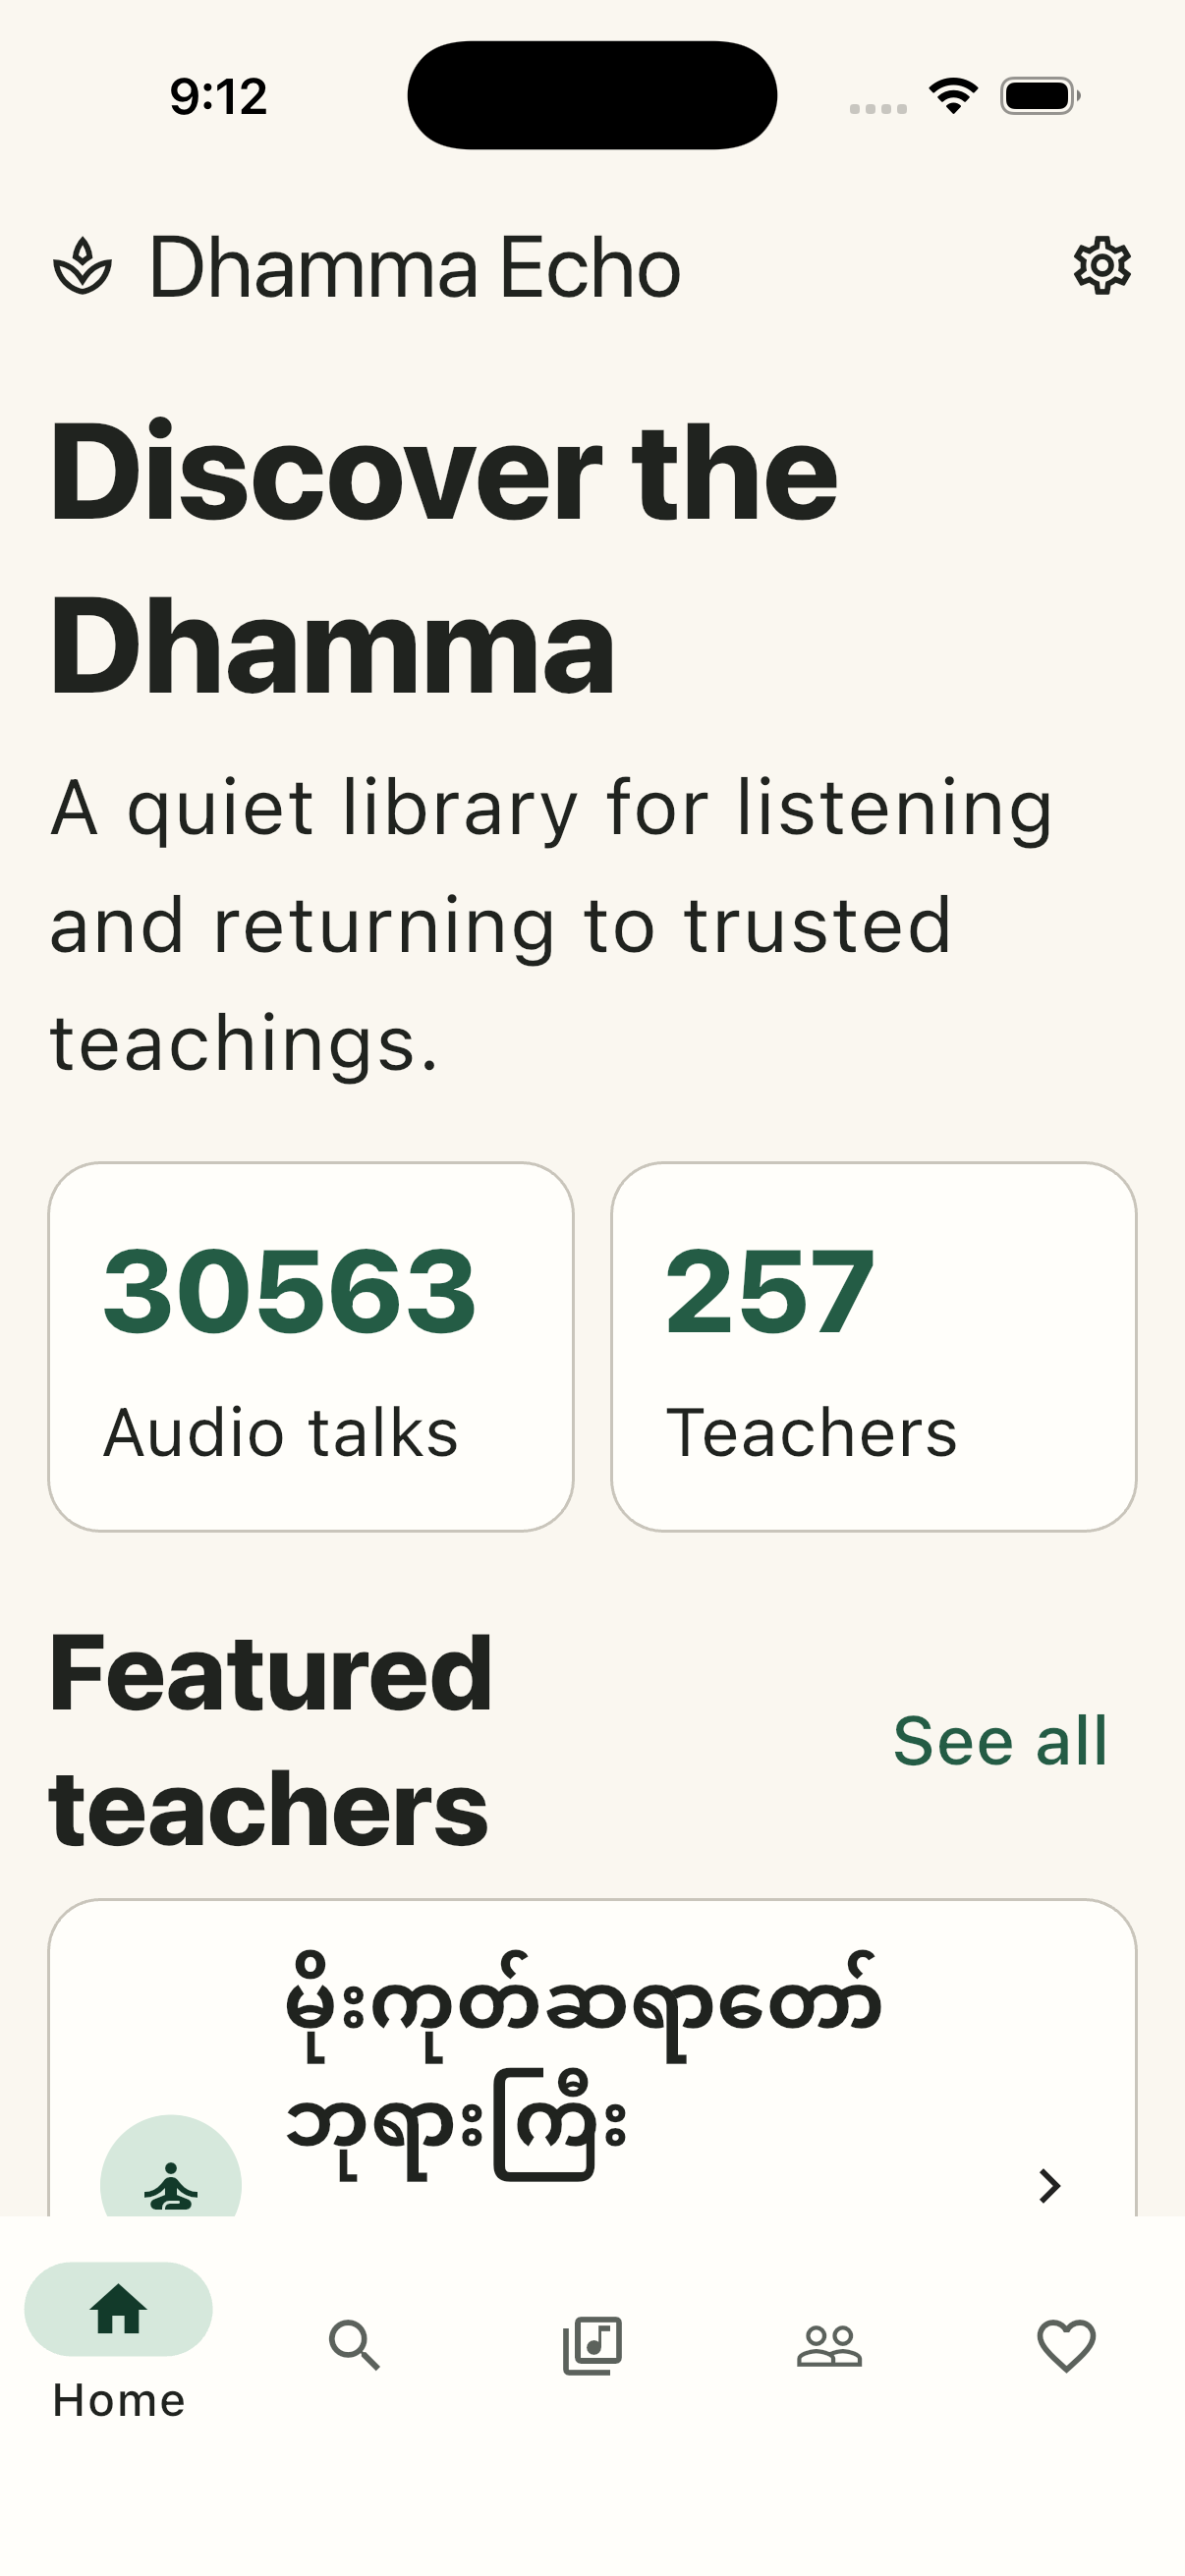 9:12
Dhamma Echo
Discover the
Dhamma
A quiet library for listening
and returning to trusted
teachings.
30563
Audio talks
257
Teachers
Featured
teachers
See all
မိုးကုတ်ဆရာတော်
ဘုရားကြီး
Home